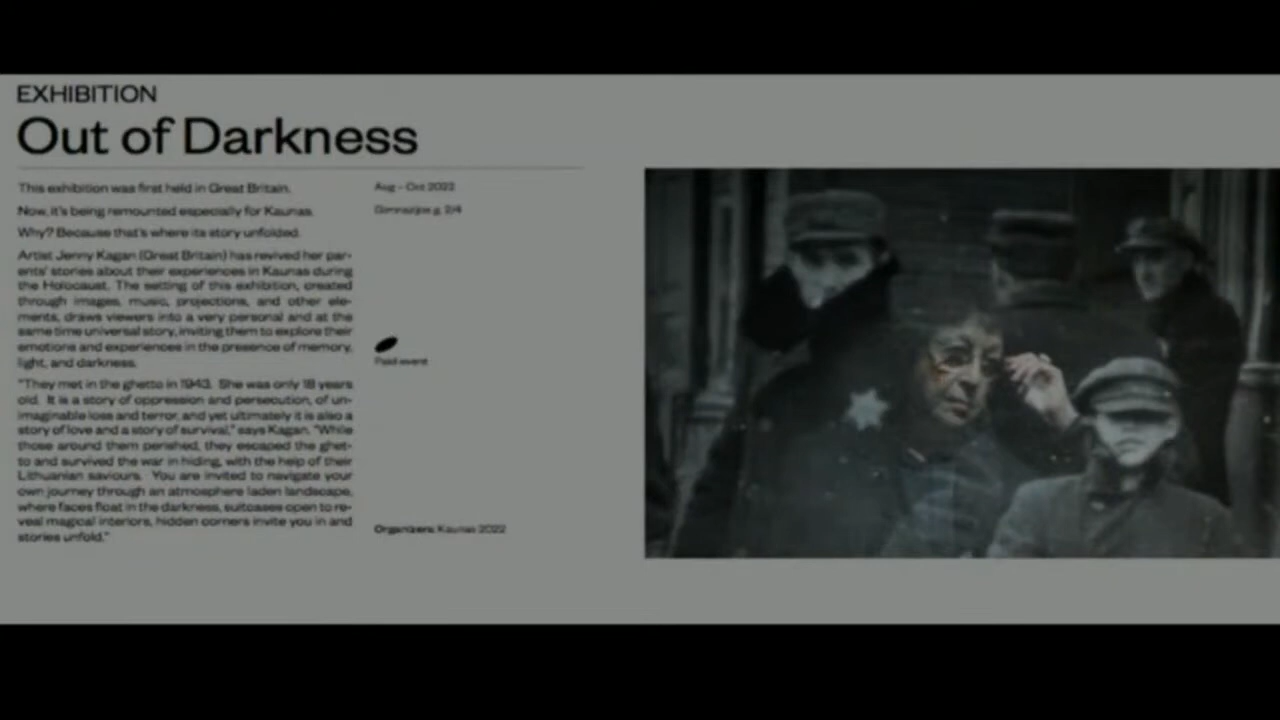 EXHIBITION
Out of Darkness
This exhibition was first held in Great Britain.
Now, it's being remounted especially for Kaunas.
Why? Because that's where its story unfolded.
Artist Jenny Kagan (Great Britain) has revived her par-
ents' stories about their experiences in Kaunas during
the Holocaust. The setting of this exhibition, created
through images, music, projections, and other ele-
ments, draws viewers into a very personal and at the
same time universal story, inviting them to explore their
emotions and experiences in the presence of memory,
light, and darkness.
"They met in the ghetto in 1943. She was only 18 years
old. It is a story of oppression and persecution, of un-
imaginable loss and terror, and yet ultimately it is also a
story of love and a story of survival," says Kagan. "While
those around them perished, they escaped the ghet-
to and survived the war in hiding, with the help of their
Lithuanian saviours. You are invited to navigate your
own journey through an atmosphere laden landscape,
where faces float in the darkness, suitcases open to re-
veal magical interiors, hidden corners invite you in and
stories unfold."
Aug – Oct 2022
Gimnazijos g. 2/4
Paid event
Organizers: Kaunas 2022